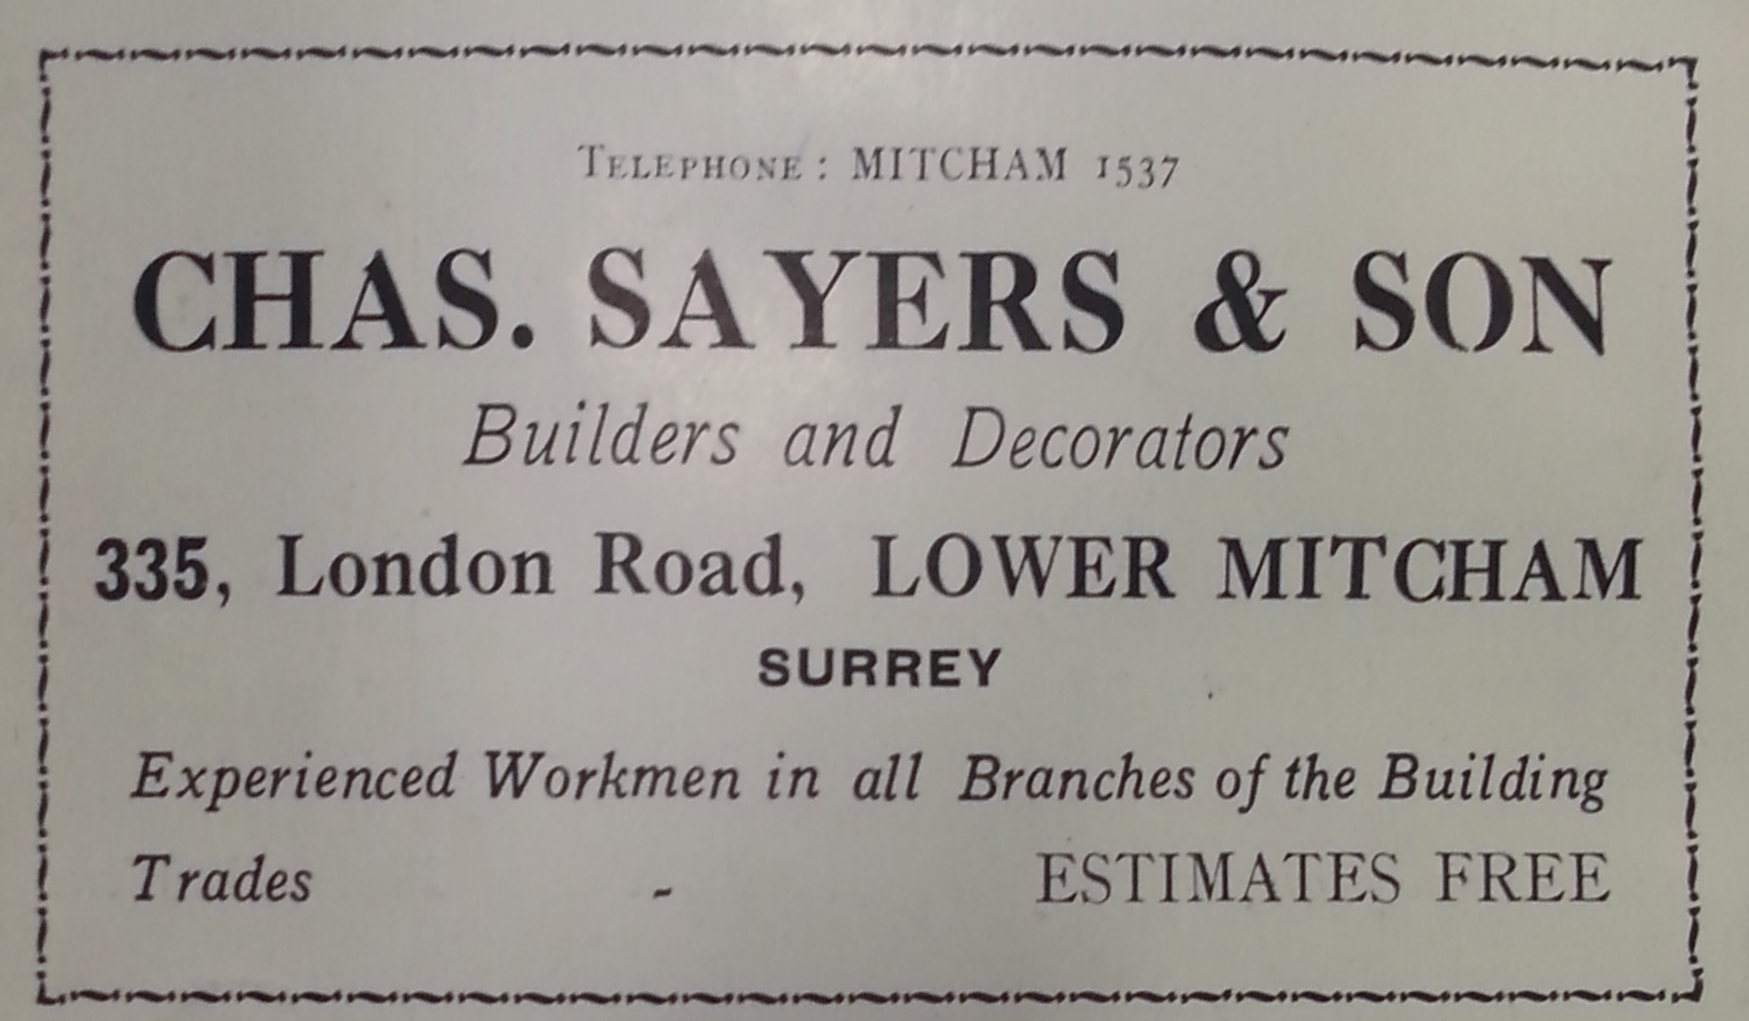 TELEPHONE: MITCHAM 1537
CHAS. SAYERS & SON
Builders and Decorators
335, London Road, LOWER MITCHAM
SURREY
Experienced Workmen in all Branches of the Building
Trades - ESTIMATES FREE